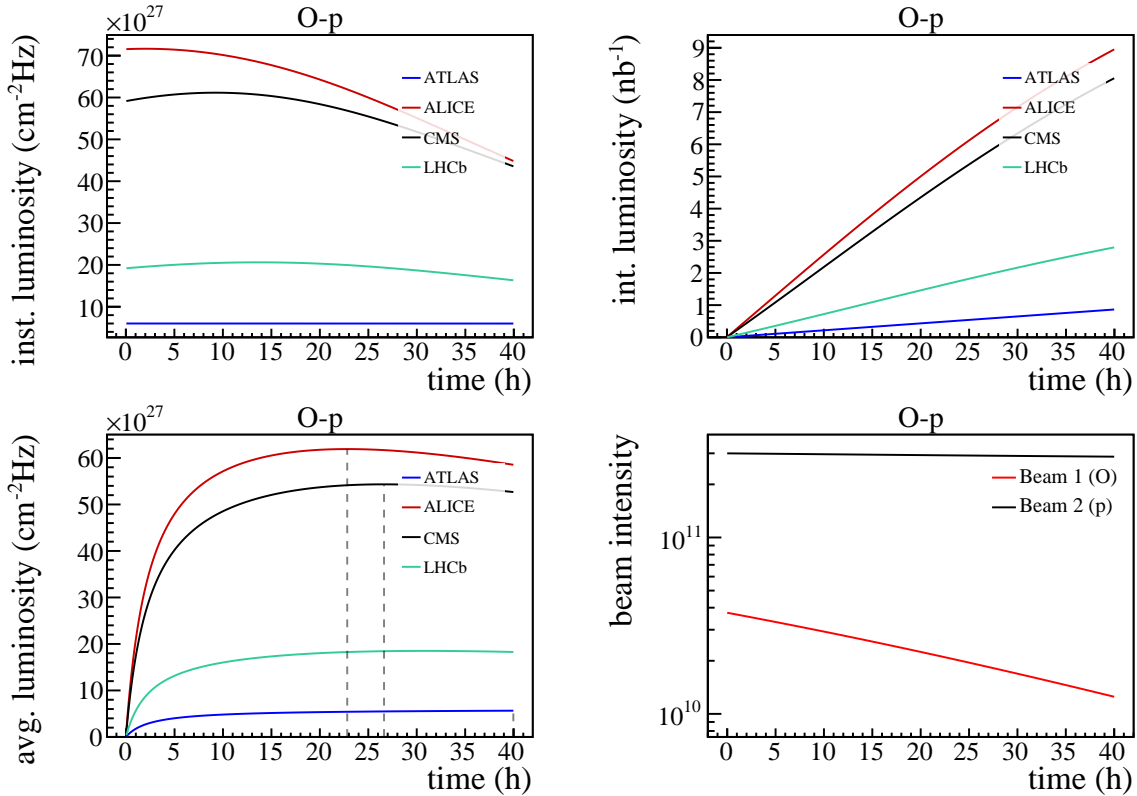 ×10^27
O-p
inst. luminosity (cm^-2Hz)
70
60
50
40
30
20
10
ATLAS
ALICE
CMS
LHCb
0 5 10 15 20 25 30 35 40
time (h)
O-p
int. luminosity (nb^-1)
9
8
7
6
5
4
3
2
1
0
ATLAS
ALICE
CMS
LHCb
0 5 10 15 20 25 30 35 40
time (h)
×10^27
O-p
avg. luminosity (cm^-2Hz)
60
50
40
30
20
10
0
ATLAS
ALICE
CMS
LHCb
0 5 10 15 20 25 30 35 40
time (h)
O-p
beam intensity
10^11
10^10
Beam 1 (O)
Beam 2 (p)
0 5 10 15 20 25 30 35 40
time (h)